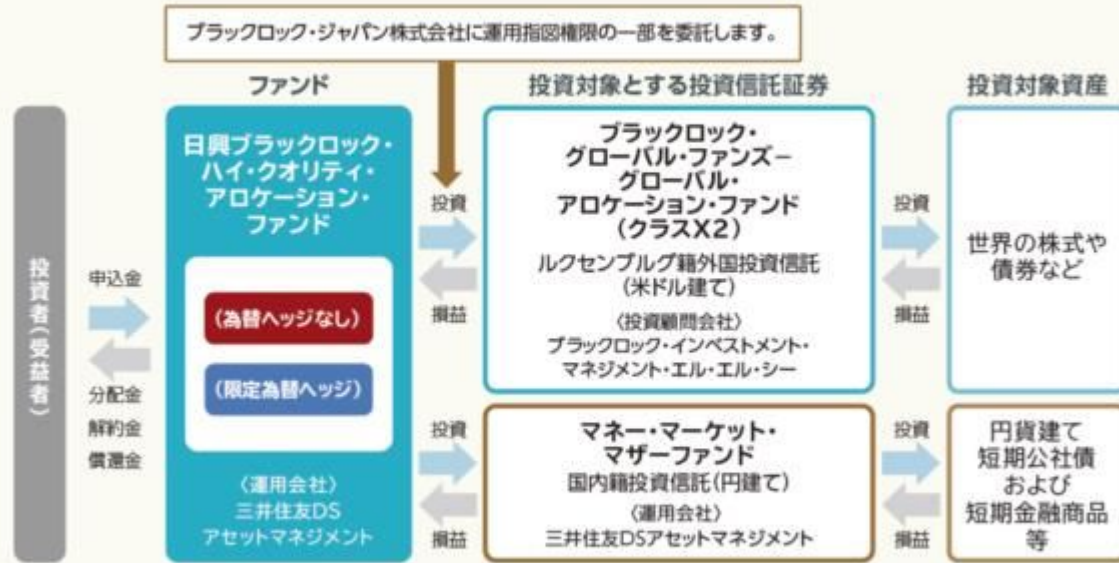 ブラックロック・ジャパン株式会社に運用指図権限の一部を委託します。
ファンド
投資対象とする投資信託証券
投資対象資産
投資者(受益者)
申込金
分配金
解約金
償還金
日興ブラックロック・
ハイ・クオリティ・
アロケーション・
ファンド
(為替ヘッジなし)
(限定為替ヘッジ)
〈運用会社〉
三井住友DS
アセットマネジメント
投資
損益
ブラックロック・
グローバル・ファンズ－
グローバル・
アロケーション・ファンド
(クラスX2)
ルクセンブルグ籍外国投資信託
(米ドル建て)
〈投資顧問会社〉
ブラックロック・インベストメント・
マネジメント・エル・エル・シー
投資
損益
世界の株式や
債券など
投資
損益
マネー・マーケット・
マザーファンド
国内籍投資信託(円建て)
〈運用会社〉
三井住友DSアセットマネジメント
投資
損益
円貨建て
短期公社債
および
短期金融商品
等